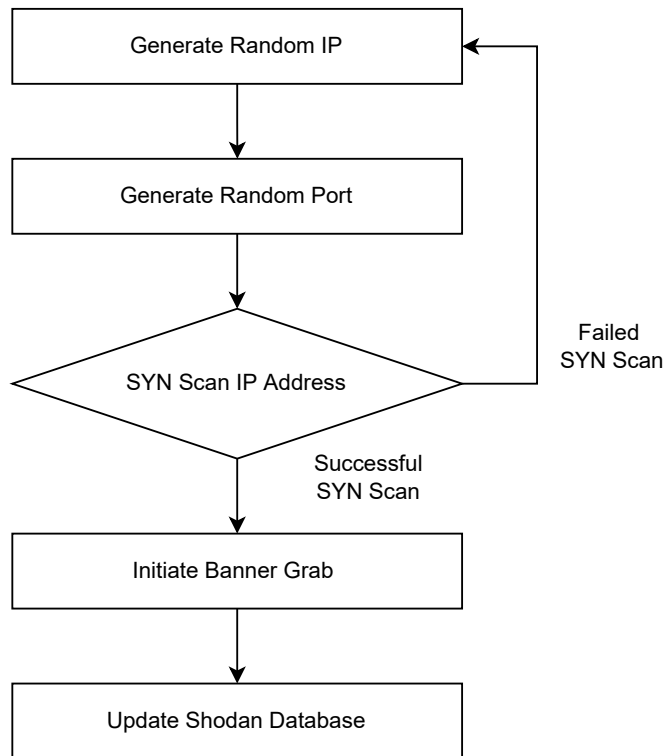 Generate Random IP
Generate Random Port
SYN Scan IP Address
Failed
SYN Scan
Successful
SYN Scan
Initiate Banner Grab
Update Shodan Database